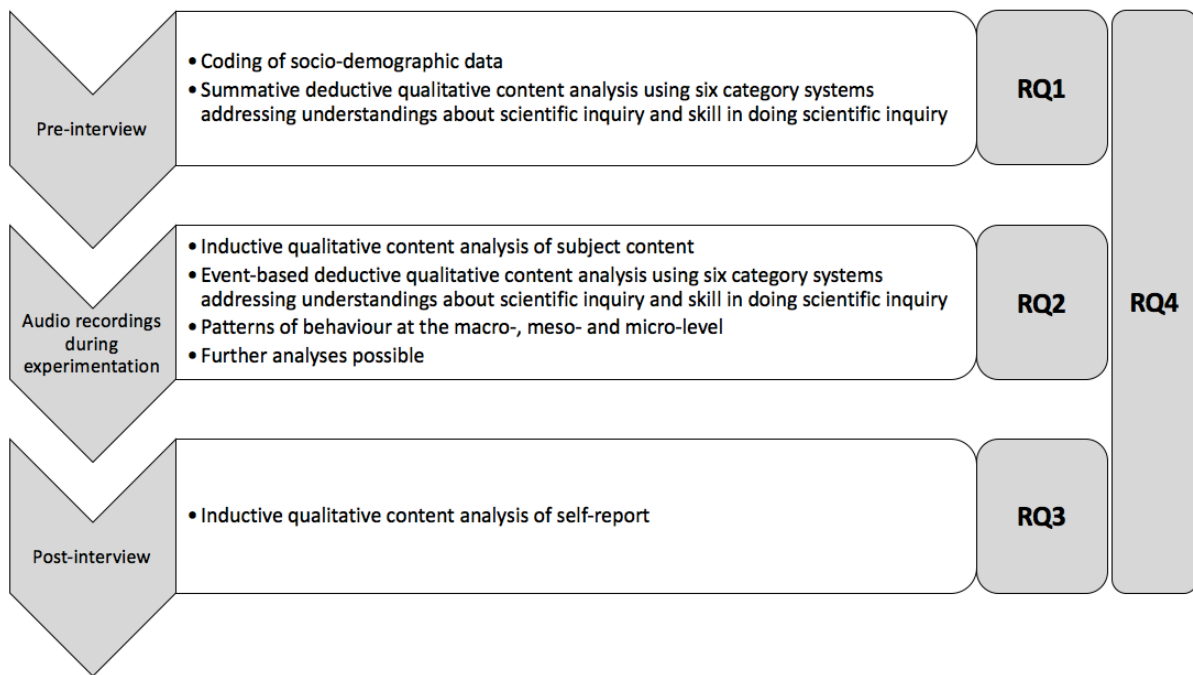 Pre-interview
• Coding of socio-demographic data
• Summative deductive qualitative content analysis using six category systems
addressing understandings about scientific inquiry and skill in doing scientific inquiry
RQ1
Audio recordings
during
experimentation
• Inductive qualitative content analysis of subject content
• Event-based deductive qualitative content analysis using six category systems
addressing understandings about scientific inquiry and skill in doing scientific inquiry
• Patterns of behaviour at the macro-, meso- and micro-level
• Further analyses possible
RQ2
RQ4
Post-interview
• Inductive qualitative content analysis of self-report
RQ3